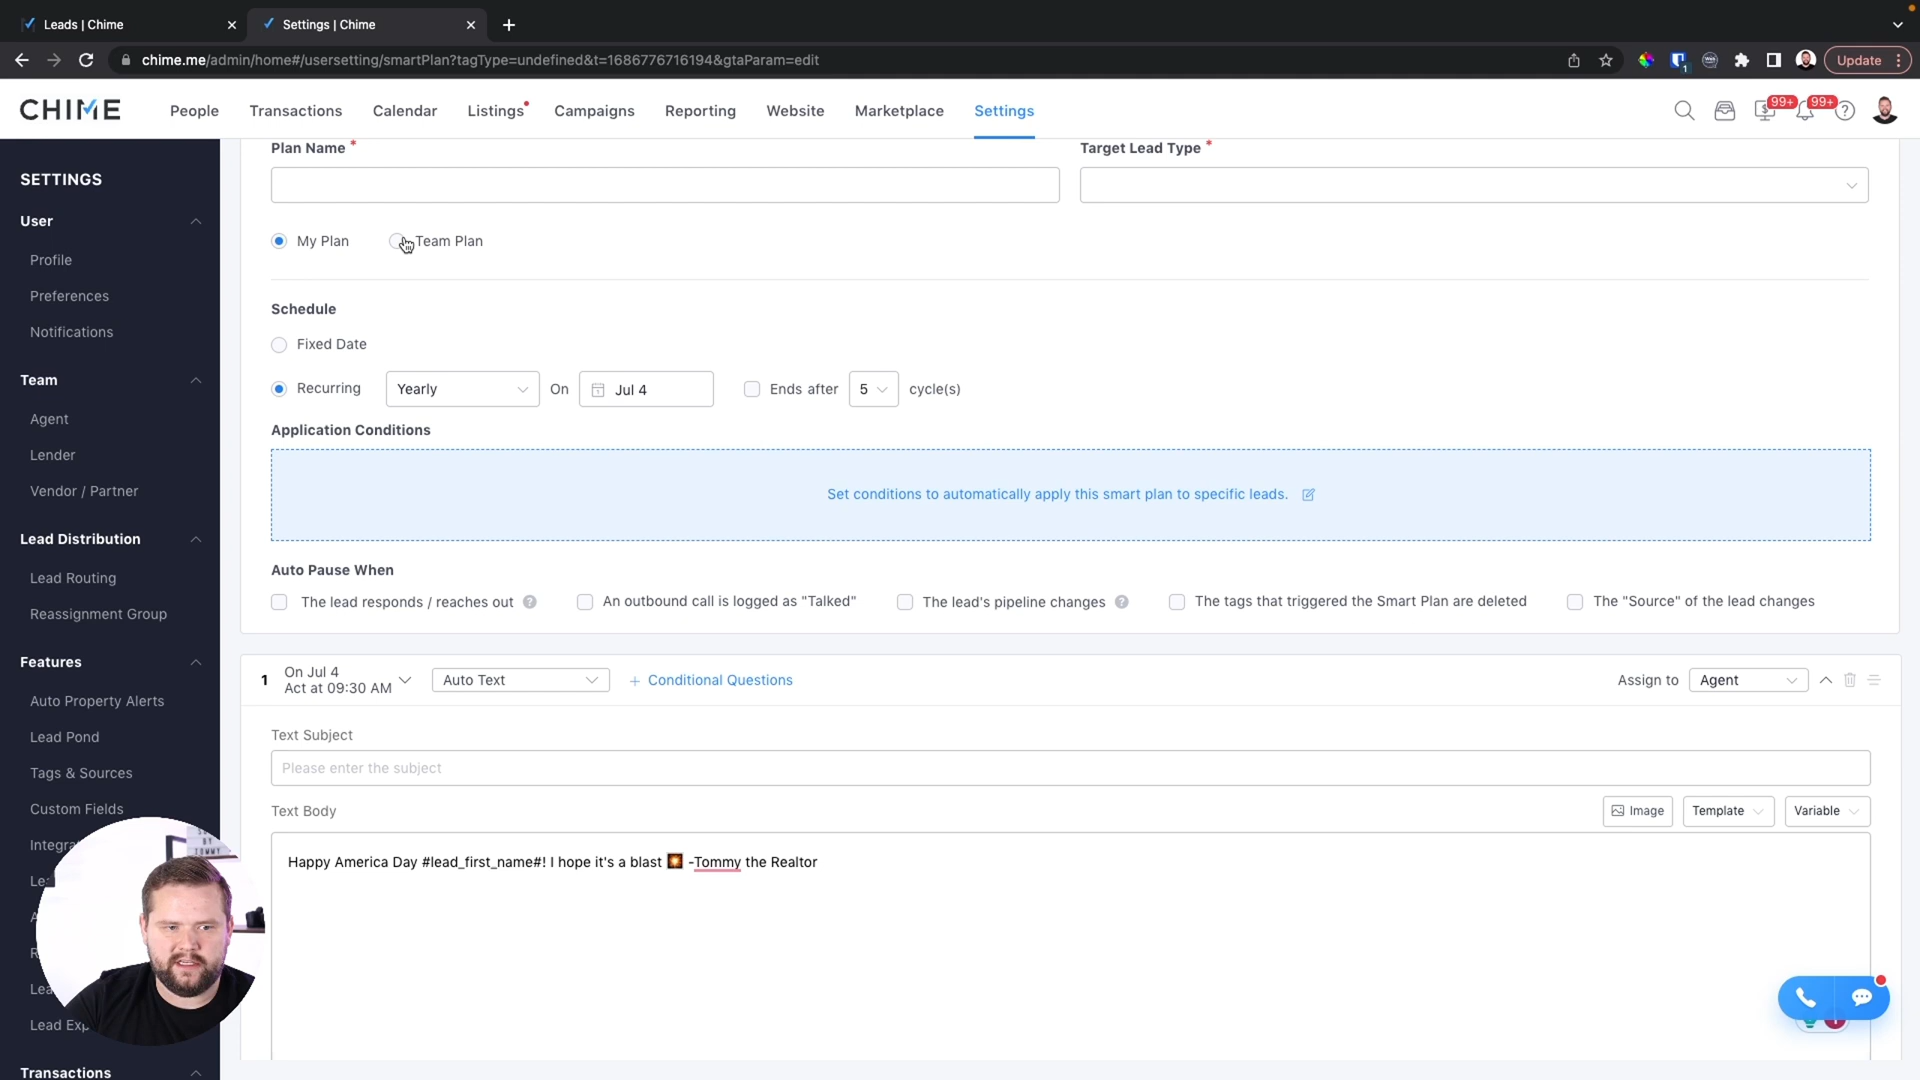 Leads | Chime
Settings | Chime
chime.me/admin/home#/usersetting/smartPlan?tagType=undefined&t=1686776716194&gtaParam=edit
1
Update
CHIME
People
Transactions
Calendar
Listings
Campaigns
Reporting
Website
Marketplace
Settings
99+
99+
SETTINGS
User
Profile
Preferences
Notifications
Team
Agent
Lender
Vendor / Partner
Lead Distribution
Lead Routing
Reassignment Group
Features
Auto Property Alerts
Lead Pond
Tags & Sources
Custom Fields
Integra
Le
Lea
Lead Exp
Transactions
Plan Name *
Target Lead Type *
My Plan
Team Plan
Schedule
Fixed Date
Recurring Yearly On Jul 4 Ends after 5 cycle(s)
Application Conditions
Set conditions to automatically apply this smart plan to specific leads.
Auto Pause When
The lead responds / reaches out ? An outbound call is logged as "Talked" The lead's pipeline changes ? The tags that triggered the Smart Plan are deleted The "Source" of the lead changes
1
On Jul 4
Act at 09:30 AM
Auto Text
+ Conditional Questions
Assign to Agent
Text Subject
Please enter the subject
Text Body
Image
Template
Variable
Happy America Day #lead_first_name#! I hope it's a blast 🎆 -Tommy the Realtor